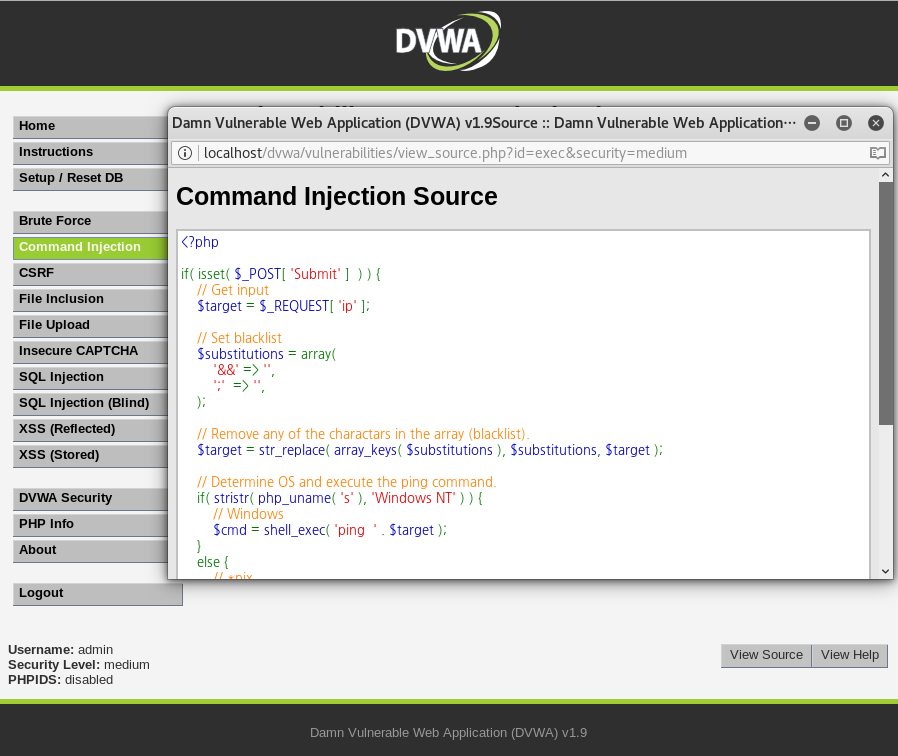 DVWA
Damn Vulnerable Web Application (DVWA) v1.9Source :: Damn Vulnerable Web Application···
localhost/dvwa/vulnerabilities/view_source.php?id=exec&security=medium
Command Injection Source
<?php
if( isset( $_POST[ 'Submit' ]  ) ) {
    // Get input
    $target = $_REQUEST[ 'ip' ];
    // Set blacklist
    $substitutions = array(
        '&&' => '',
        ';'  => '',
    );
    // Remove any of the charactars in the array (blacklist).
    $target = str_replace( array_keys( $substitutions ), $substitutions, $target );
    // Determine OS and execute the ping command.
    if( stristr( php_uname( 's' ), 'Windows NT' ) ) {
        // Windows
        $cmd = shell_exec( 'ping  ' . $target );
    }
    else {
        // *nix
Home
Instructions
Setup / Reset DB
Brute Force
Command Injection
CSRF
File Inclusion
File Upload
Insecure CAPTCHA
SQL Injection
SQL Injection (Blind)
XSS (Reflected)
XSS (Stored)
DVWA Security
PHP Info
About
Logout
Username: admin
Security Level: medium
PHPIDS: disabled
View Source
View Help
Damn Vulnerable Web Application (DVWA) v1.9